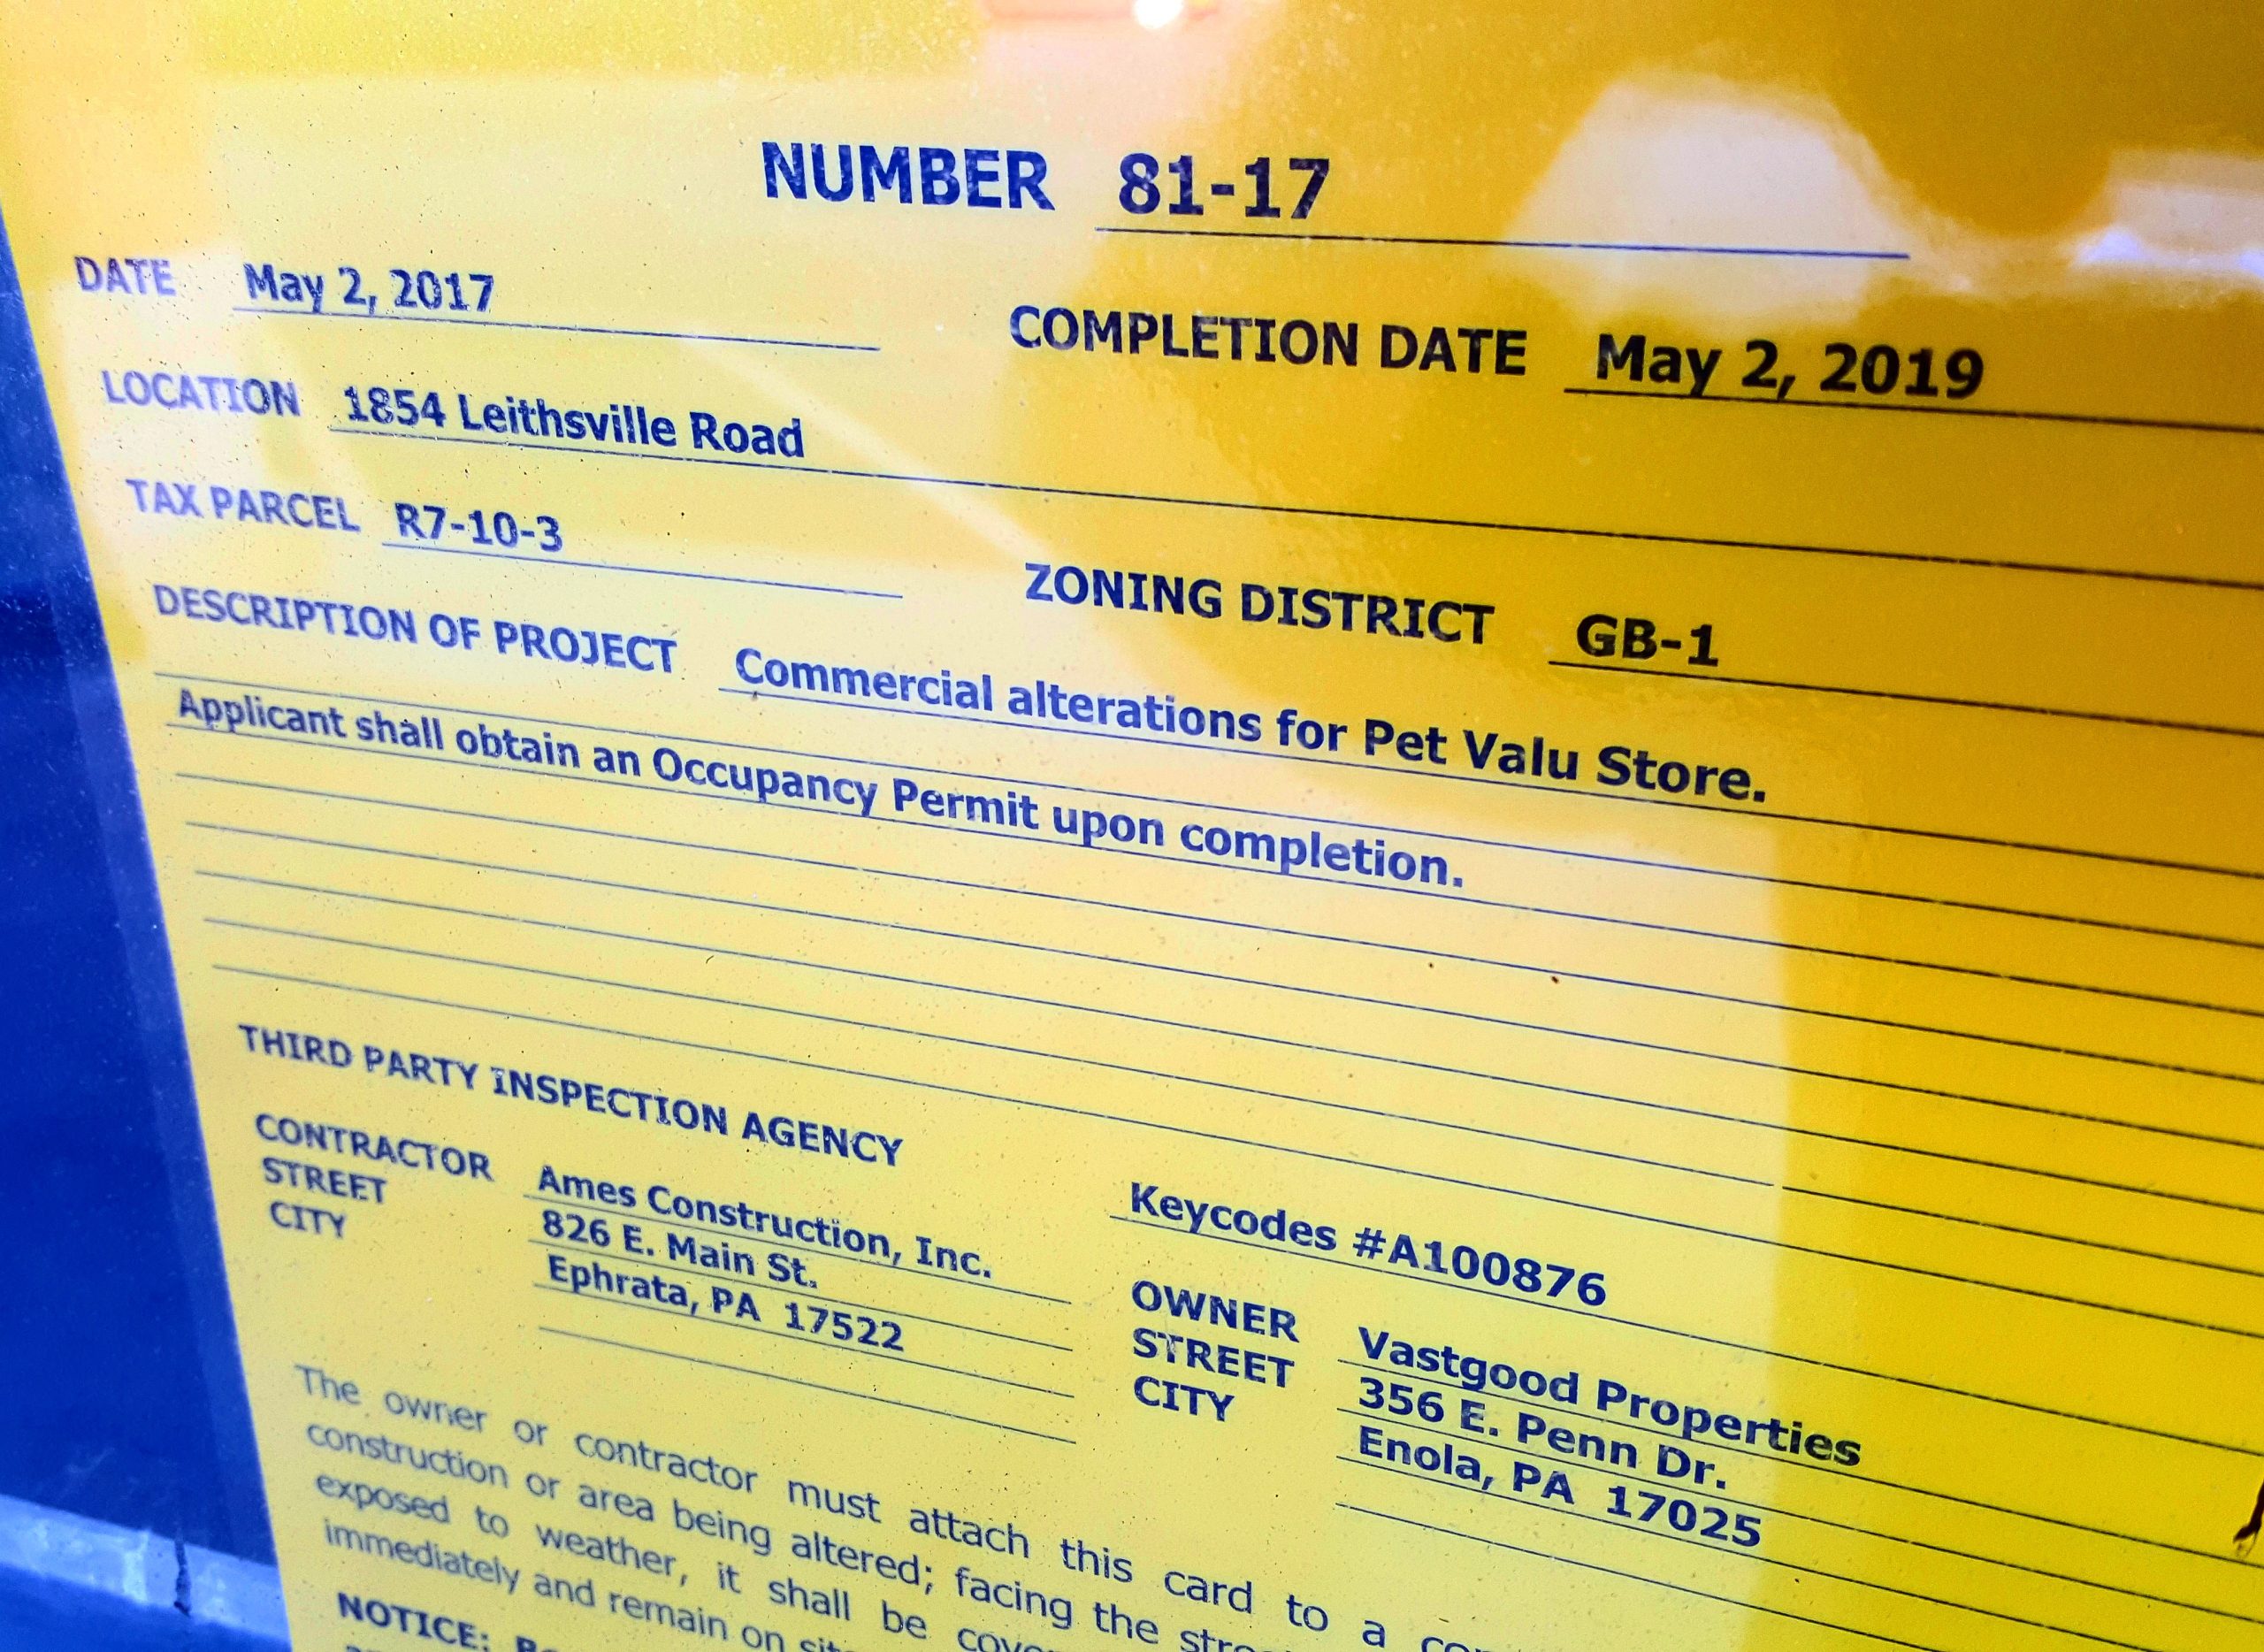 NUMBER 81-17
DATE May 2, 2017
COMPLETION DATE May 2, 2019
LOCATION 1854 Leithsville Road
TAX PARCEL R7-10-3
ZONING DISTRICT GB-1
DESCRIPTION OF PROJECT Commercial alterations for Pet Valu Store.
Applicant shall obtain an Occupancy Permit upon completion.
THIRD PARTY INSPECTION AGENCY Keycodes #A100876
CONTRACTOR Ames Construction, Inc.
STREET 826 E. Main St.
CITY Ephrata, PA 17522
OWNER Vastgood Properties
STREET 356 E. Penn Dr.
CITY Enola, PA 17025
The owner or contractor must attach this card to a
construction or area being altered; facing the
exposed to weather, it shall be
immediately and remain on
NOTICE: